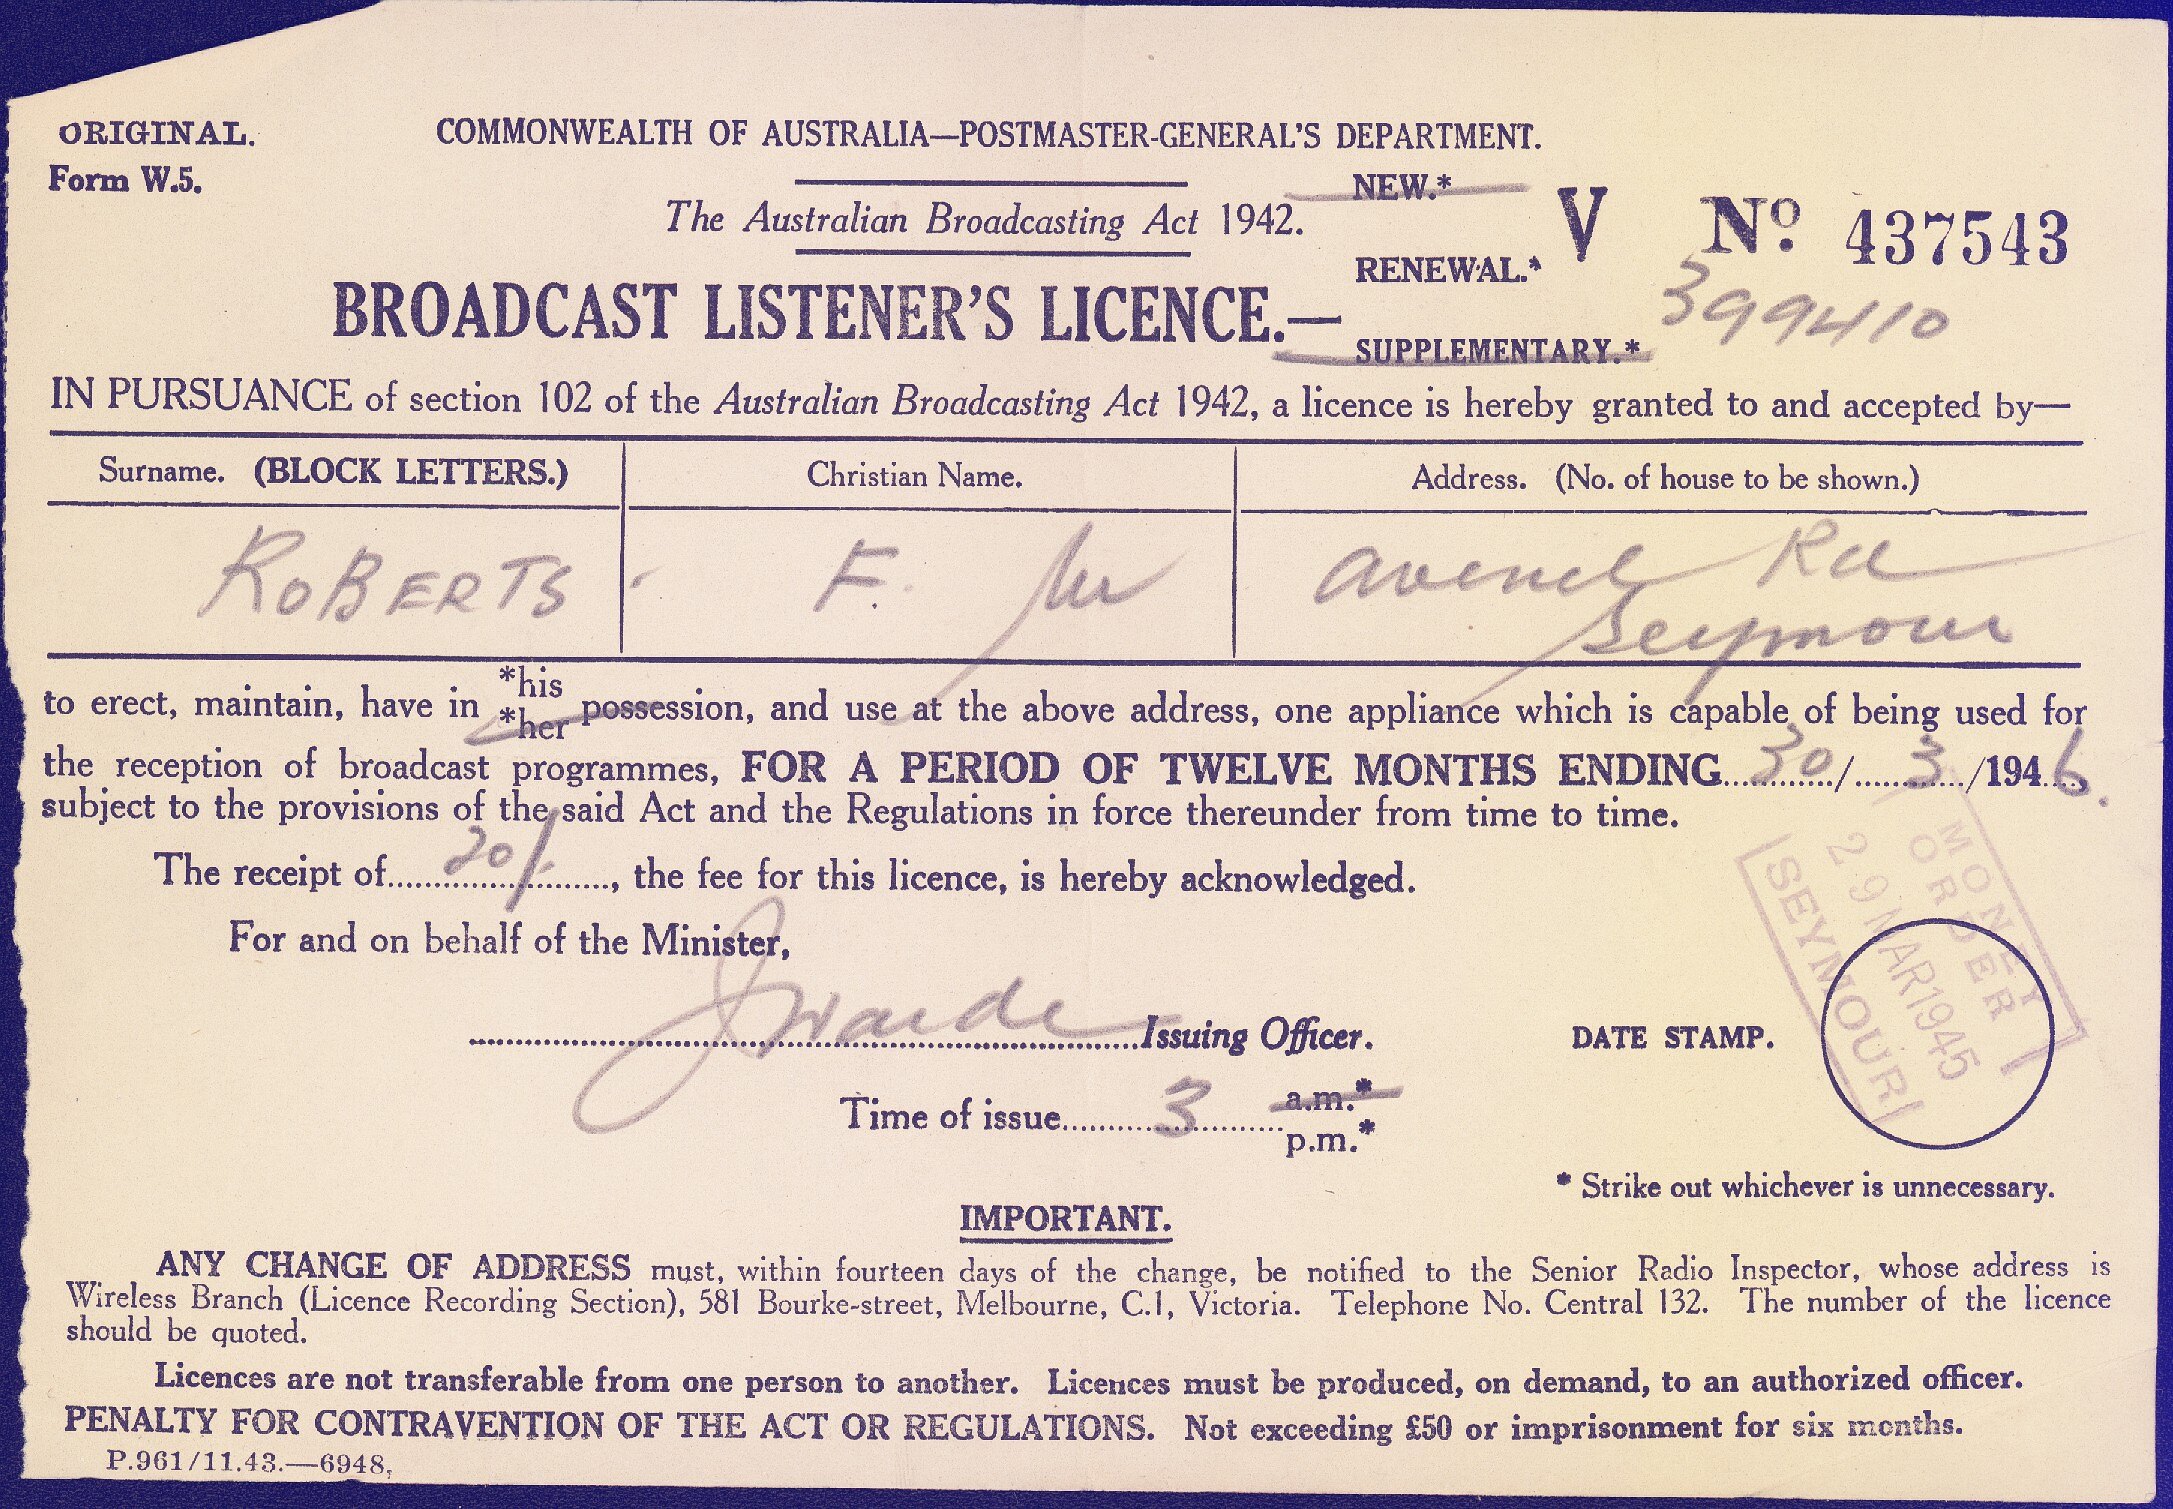 ORIGINAL.
Form W.5.
COMMONWEALTH OF AUSTRALIA—POSTMASTER-GENERAL'S DEPARTMENT.
The Australian Broadcasting Act 1942.
NEW.*
V No. 437543
RENEWAL.*
399410
BROADCAST LISTENER'S LICENCE.—
SUPPLEMENTARY.*
IN PURSUANCE of section 102 of the Australian Broadcasting Act 1942, a licence is hereby granted to and accepted by—
Surname. (BLOCK LETTERS.) Christian Name. Address. (No. of house to be shown.)
ROBERTS F. Mr Avenel Rd
Seymour
to erect, maintain, have in *his *her possession, and use at the above address, one appliance which is capable of being used for
the reception of broadcast programmes, FOR A PERIOD OF TWELVE MONTHS ENDING 30/3/1946.
subject to the provisions of the said Act and the Regulations in force thereunder from time to time.
The receipt of 20/-, the fee for this licence, is hereby acknowledged.
For and on behalf of the Minister,
Issuing Officer.
DATE STAMP.
MONEY ORDER
29 MAR 1945
SEYMOUR
Time of issue 3 a.m.*
p.m.*
* Strike out whichever is unnecessary.
IMPORTANT.
ANY CHANGE OF ADDRESS must, within fourteen days of the change, be notified to the Senior Radio Inspector, whose address is
Wireless Branch (Licence Recording Section), 581 Bourke-street, Melbourne, C.1, Victoria. Telephone No. Central 132. The number of the licence
should be quoted.
Licences are not transferable from one person to another. Licences must be produced, on demand, to an authorized officer.
PENALTY FOR CONTRAVENTION OF THE ACT OR REGULATIONS. Not exceeding £50 or imprisonment for six months.
P.961/11.43.—6948.